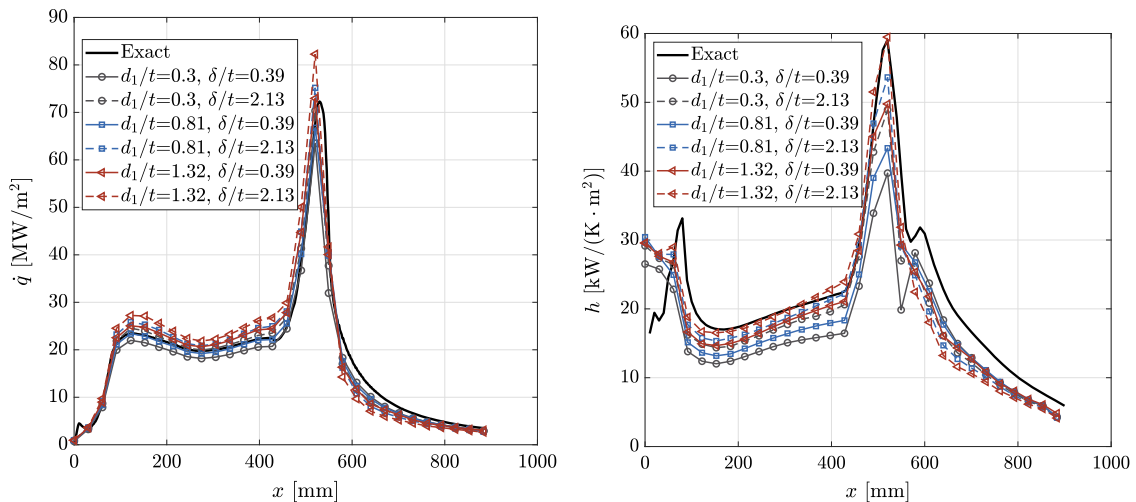 90
80
70
60
50
40
30
20
10
0
q̇ [MW/m²]
Exact
d₁/t=0.3, δ/t=0.39
d₁/t=0.3, δ/t=2.13
d₁/t=0.81, δ/t=0.39
d₁/t=0.81, δ/t=2.13
d₁/t=1.32, δ/t=0.39
d₁/t=1.32, δ/t=2.13
0 200 400 600 800 1000
x [mm]
60
50
40
30
20
10
0
h [kW/(K · m²)]
Exact
d₁/t=0.3, δ/t=0.39
d₁/t=0.3, δ/t=2.13
d₁/t=0.81, δ/t=0.39
d₁/t=0.81, δ/t=2.13
d₁/t=1.32, δ/t=0.39
d₁/t=1.32, δ/t=2.13
0 200 400 600 800 1000
x [mm]